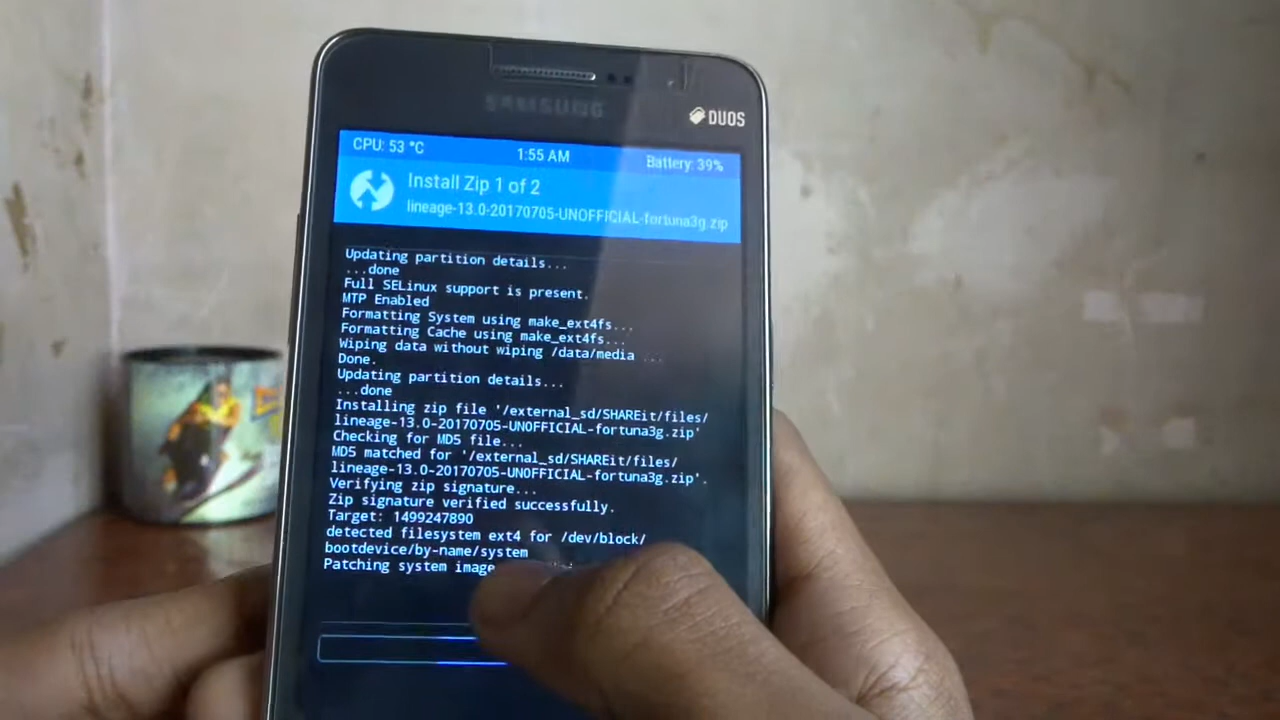 SAMSUNG
DUOS
CPU: 53 °C
1:55 AM
Battery: 39%
Install Zip 1 of 2
lineage-13.0-20170705-UNOFFICIAL-fortuna3g.zip
Updating partition details...
...done
Full SELinux support is present.
MTP Enabled
Formatting System using make_ext4fs...
Formatting Cache using make_ext4fs...
Wiping data without wiping /data/media ...
Done.
Updating partition details...
...done
Installing zip file '/external_sd/SHAREit/files/
lineage-13.0-20170705-UNOFFICIAL-fortuna3g.zip'
Checking for MD5 file...
MD5 matched for '/external_sd/SHAREit/files/
lineage-13.0-20170705-UNOFFICIAL-fortuna3g.zip'.
Verifying zip signature...
Zip signature verified successfully.
Target: 1499247890
detected filesystem ext4 for /dev/block/
bootdevice/by-name/system
Patching system image